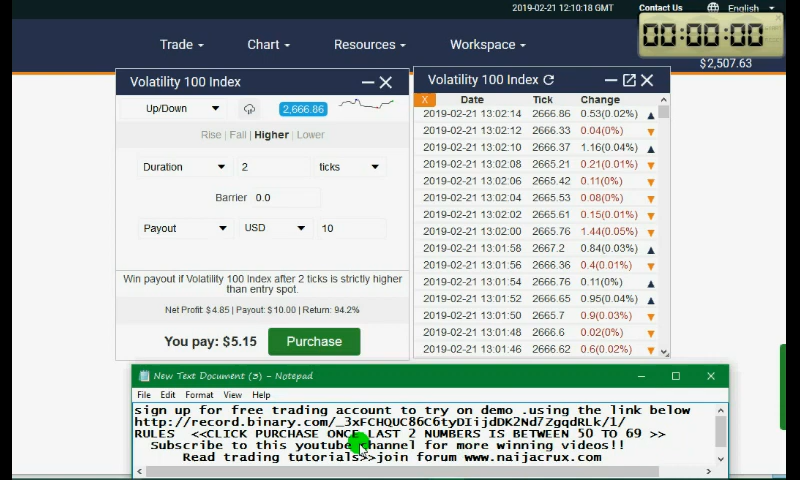 2019-02-21 12:10:18 GMT Contact Us English
00:00:00
Trade Chart Resources Workspace
$2,507.63
Volatility 100 Index
Up/Down 2,666.86
Rise | Fall | Higher | Lower
Duration 2 ticks
Barrier 0.0
Payout USD 10
Win payout if Volatility 100 Index after 2 ticks is strictly higher
than entry spot.
Net Profit: $4.85 | Payout: $10.00 | Return: 94.2%
You pay: $5.15 Purchase
Volatility 100 Index
X Date Tick Change
2019-02-21 13:02:14 2666.86 0.53(0.02%)
2019-02-21 13:02:12 2666.33 0.04(0%)
2019-02-21 13:02:10 2666.37 1.16(0.04%)
2019-02-21 13:02:08 2665.21 0.21(0.01%)
2019-02-21 13:02:06 2665.42 0.11(0%)
2019-02-21 13:02:04 2665.53 0.08(0%)
2019-02-21 13:02:02 2665.61 0.15(0.01%)
2019-02-21 13:02:00 2665.76 1.44(0.05%)
2019-02-21 13:01:58 2667.2 0.84(0.03%)
2019-02-21 13:01:56 2666.36 0.4(0.01%)
2019-02-21 13:01:54 2666.76 0.11(0%)
2019-02-21 13:01:52 2666.65 0.95(0.04%)
2019-02-21 13:01:50 2665.7 0.9(0.03%)
2019-02-21 13:01:48 2666.6 0.02(0%)
2019-02-21 13:01:46 2666.62 0.6(0.02%)
New Text Document (3) - Notepad
File Edit Format View Help
sign up for free trading account to try on demo .using the link below
http://record.binary.com/_3xFCHQUC86C6tyDIijdDK2Nd7ZgqdRLk/1/
RULES <<CLICK PURCHASE ONCE LAST 2 NUMBERS IS BETWEEN 50 TO 69 >>
Subscribe to this youtube channel for more winning videos!!
Read trading tutorials>>join forum www.naijacrux.com